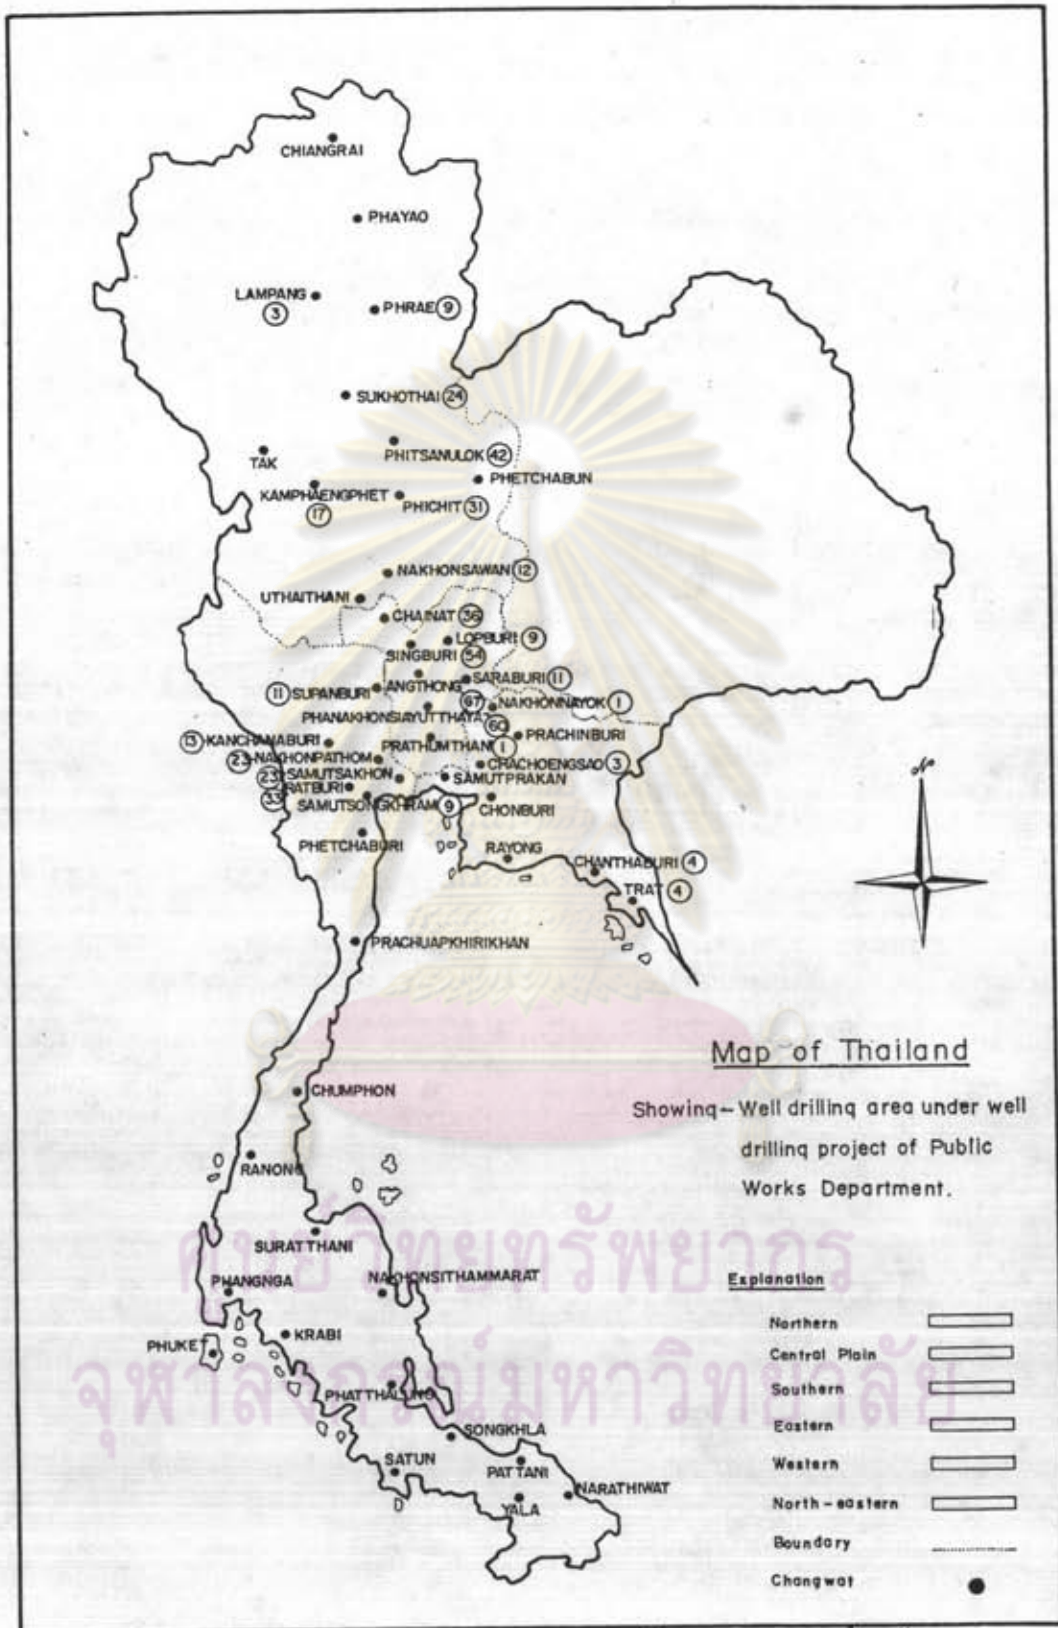 CHIANGRAI
PHAYAO
LAMPANG
3
PHRAE 9
SUKHOTHAI 24
PHITSANULOK 42
TAK
PHETCHABUN
KAMPHAENGPHET
17
PHICHIT 31
NAKHONSAWAN 12
UTHAITHANI
CHAINAT 36
LOPBURI 9
SINGBURI 54
SARABURI 11
11 SUPANBURI
ANGTHONG 67
NAKHONNAYOK 1
PHANAKHONSIAYUTTHAYA 60
PRACHINBURI
13 KANCHANABURI
PRATHUMTHANI 1
23 NAKHONPATHOM
CRACHOENGSAO 3
23 SAMUTSAKHON
SAMUTPRAKAN
33 RATBURI
SAMUTSONGKHRAM 9
CHONBURI
PHETCHABURI
RAYONG
CHANTHABURI 4
TRAT 4
PRACHUAPKHIRIKHAN
N
Map of Thailand
Showing-Well drilling area under well
drilling project of Public
Works Department.
CHUMPHON
RANONG
SURATTHANI
PHANGNGA
NAKHONSITHAMMARAT
PHUKET
KRABI
PHATTHALUNG
SONGKHLA
SATUN
PATTANI
YALA
NARATHIWAT
Explanation
Northern
Central Plain
Southern
Eastern
Western
North-eastern
Boundary
Changwat
ศูนย์วิทยทรัพยากร
จุฬาลงกรณ์มหาวิทยาลัย